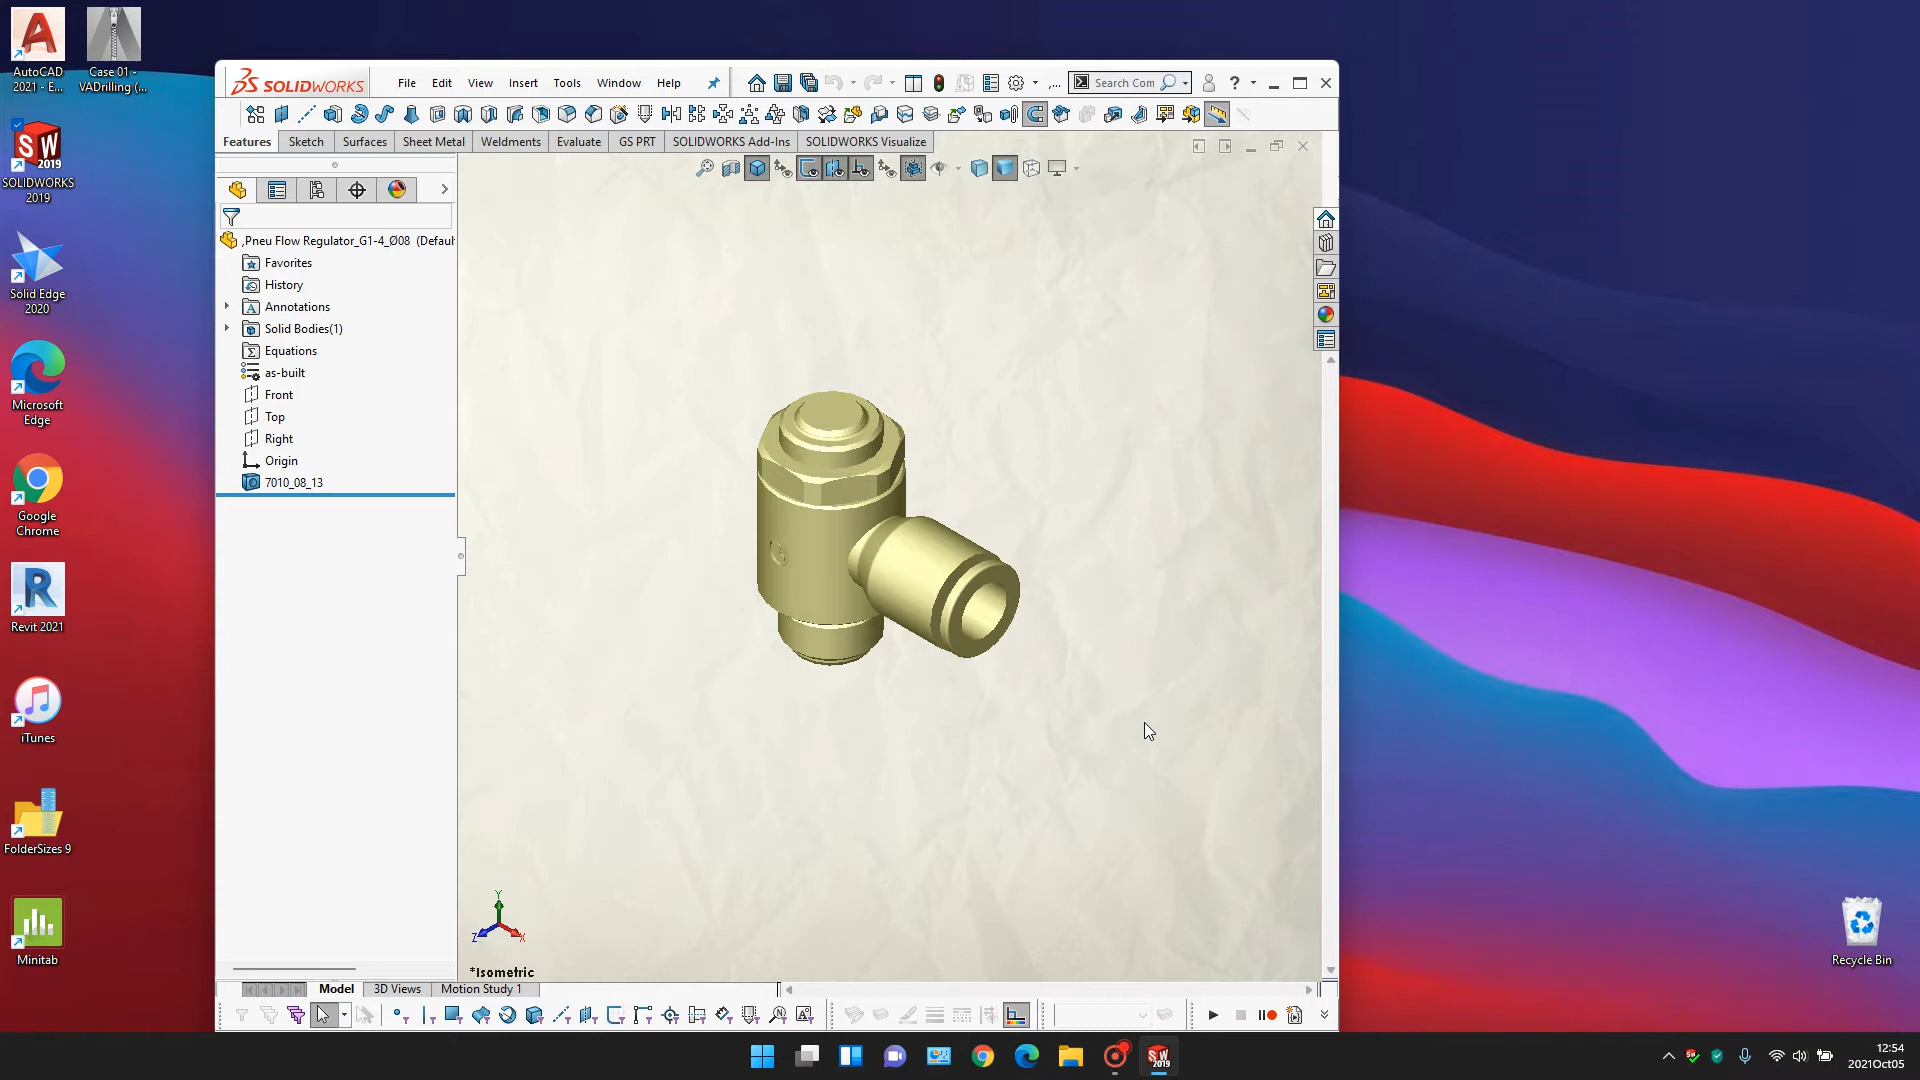 AutoCAD
2021 - E...
Case 01 -
VADrilling (...
SOLIDWORKS
2019
Solid Edge
2020
Microsoft
Edge
Google
Chrome
Revit 2021
iTunes
FolderSizes 9
Minitab
Recycle Bin
SOLIDWORKS
File Edit View Insert Tools Window Help
... Search Com
Features Sketch Surfaces Sheet Metal Weldments Evaluate GS PRT SOLIDWORKS Add-Ins SOLIDWORKS Visualize
,Pneu Flow Regulator_G1-4_Ø08 (Defaul
Favorites
History
Annotations
Solid Bodies(1)
Equations
as-built
Front
Top
Right
Origin
7010_08_13
Y
Z X
*Isometric
Model 3D Views Motion Study 1
12:54
2021Oct05